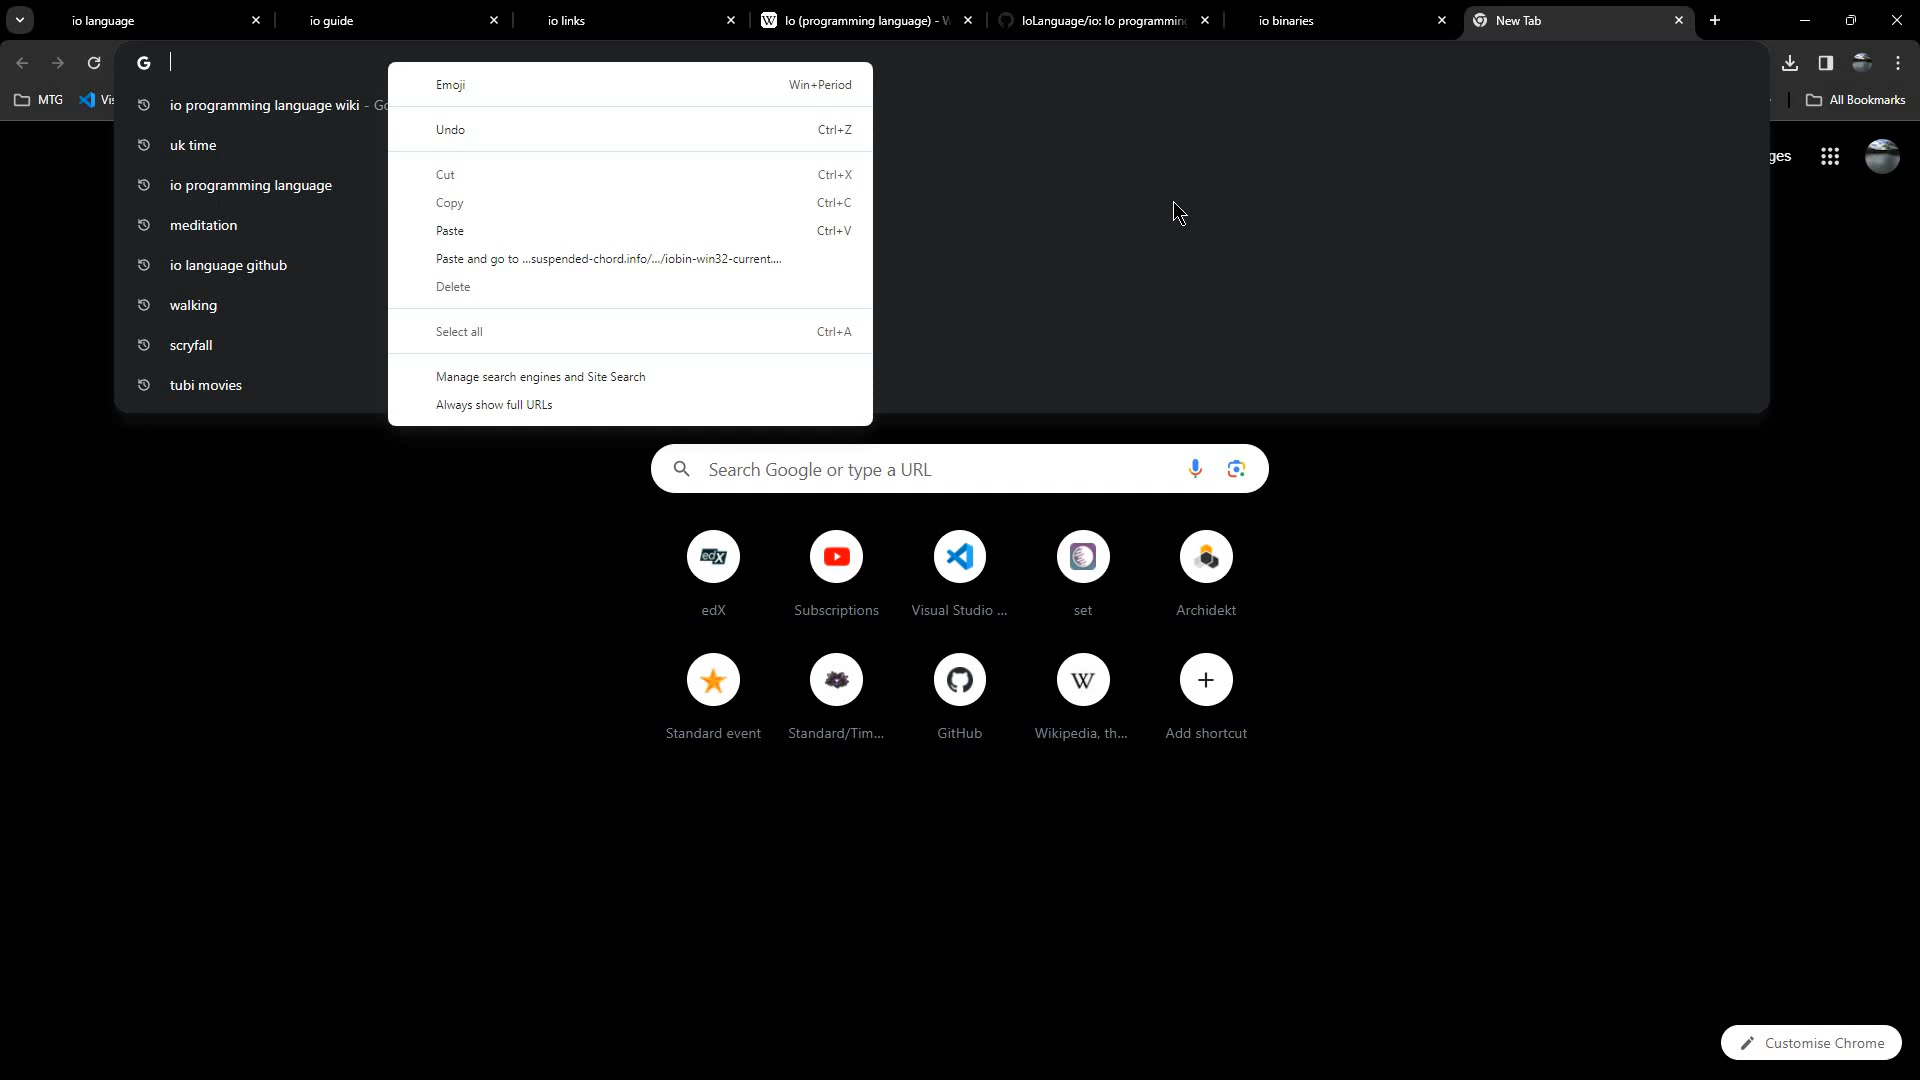 io language
io guide
io links
Io (programming language) - W
IoLanguage/io: Io programmin
io binaries
New Tab
MTG
Vis
All Bookmarks
io programming language wiki - Go
uk time
io programming language
meditation
io language github
walking
scryfall
tubi movies
Emoji Win+Period
Undo Ctrl+Z
Cut Ctrl+X
Copy Ctrl+C
Paste Ctrl+V
Paste and go to ...suspended-chord.info/.../iobin-win32-current....
Delete
Select all Ctrl+A
Manage search engines and Site Search
Always show full URLs
ges
Search Google or type a URL
edX
Subscriptions
Visual Studio ...
set
Archidekt
Standard event
Standard/Tim...
GitHub
Wikipedia, th...
Add shortcut
Customise Chrome